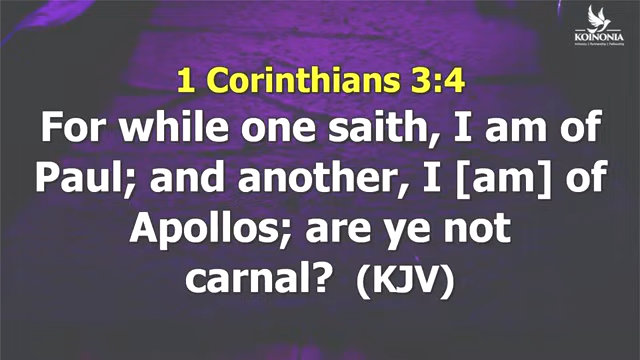 KOINONIA
1 Corinthians 3:4
For while one saith, I am of
Paul; and another, I [am] of
Apollos; are ye not
carnal? (KJV)